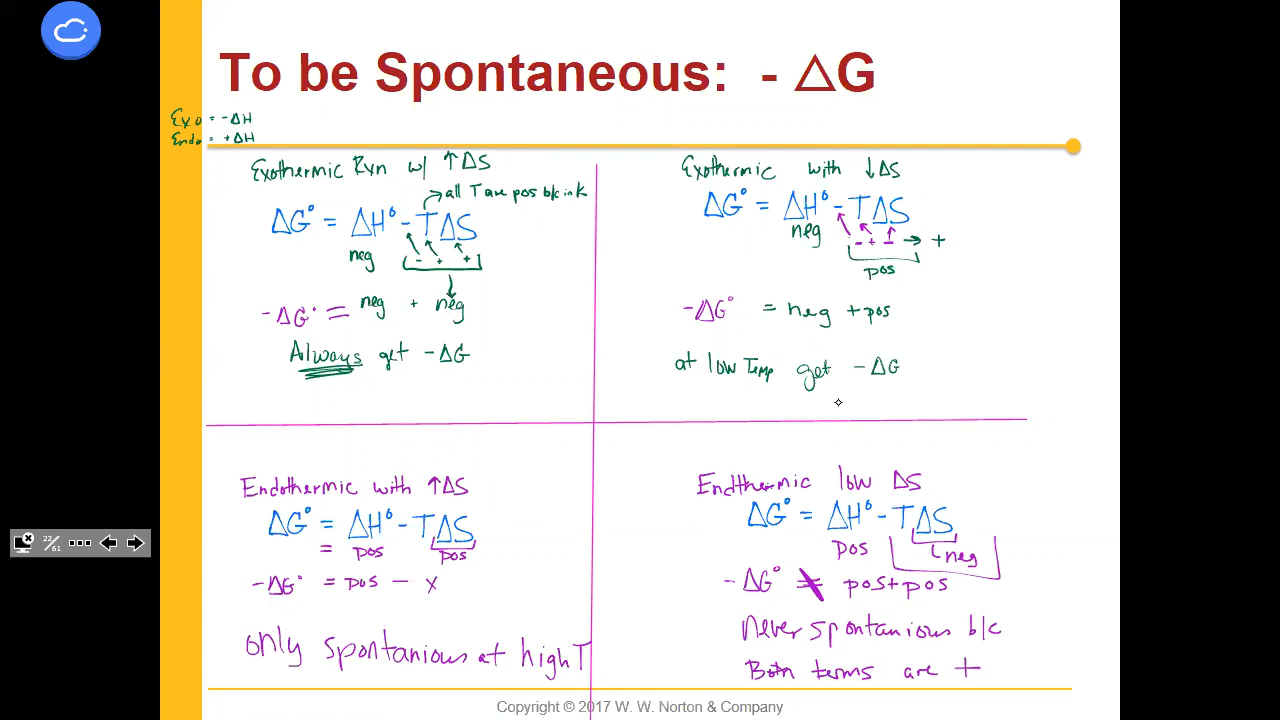 To be Spontaneous: - △G
Exo = -ΔH
Endo = +ΔH
Exothermic Rxn w/ ↑ΔS
→ all T are pos b/c in K
ΔG° = ΔH° - TΔS
neg
- + +
-ΔG° = neg + neg
Always get -ΔG
Exothermic with ↓ΔS
ΔG° = ΔH° - TΔS
neg
- + - → +
pos
-ΔG° = neg + pos
at low Temp get -ΔG
Endothermic with ↑ΔS
ΔG° = ΔH° - TΔS
= pos pos
-ΔG° = pos - x
only spontanious at high T
Endthermic low ΔS
ΔG° = ΔH° - TΔS
pos neg
-ΔG° ≠ pos + pos
Never spontanious b/c
Both terms are +
22/61
Copyright © 2017 W. W. Norton & Company